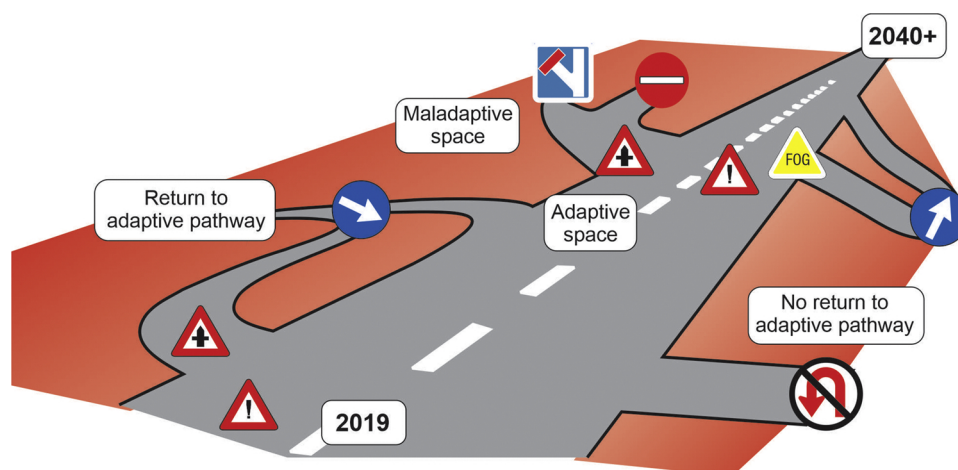 2040+
Maladaptive
space
Return to
adaptive pathway
FOG
Adaptive
space
No return to
adaptive pathway
!
!
2019